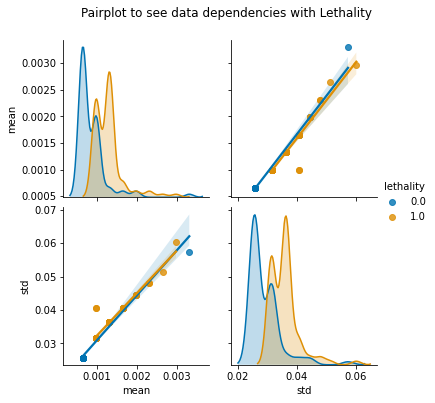 Pairplot to see data dependencies with Lethality
0.0030
0.0025
0.0020
0.0015
0.0010
0.0005
mean
lethality
0.0
1.0
0.07
0.06
0.05
0.04
0.03
std
0.001 0.002 0.003
mean
0.02 0.04 0.06
std